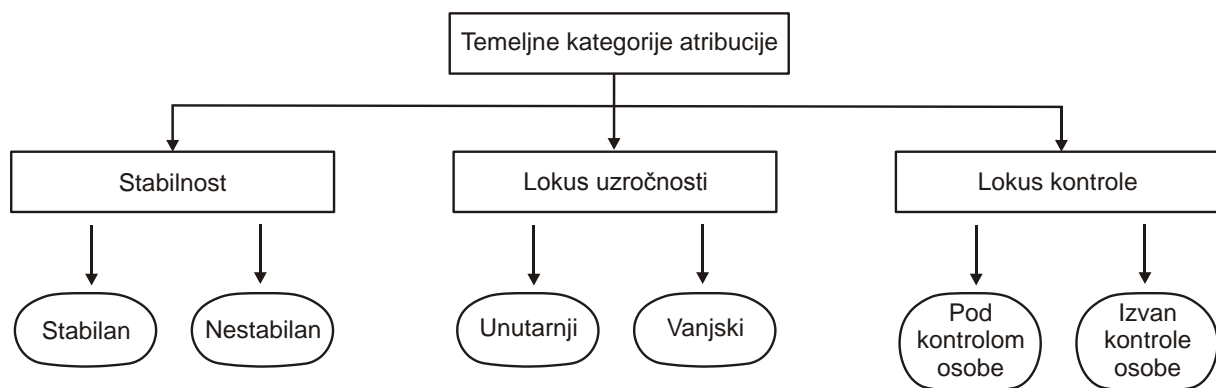 Temeljne kategorije atribucije
Stabilnost
Lokus uzročnosti
Lokus kontrole
Stabilan
Nestabilan
Unutarnji
Vanjski
Pod
kontrolom
osobe
Izvan
kontrole
osobe